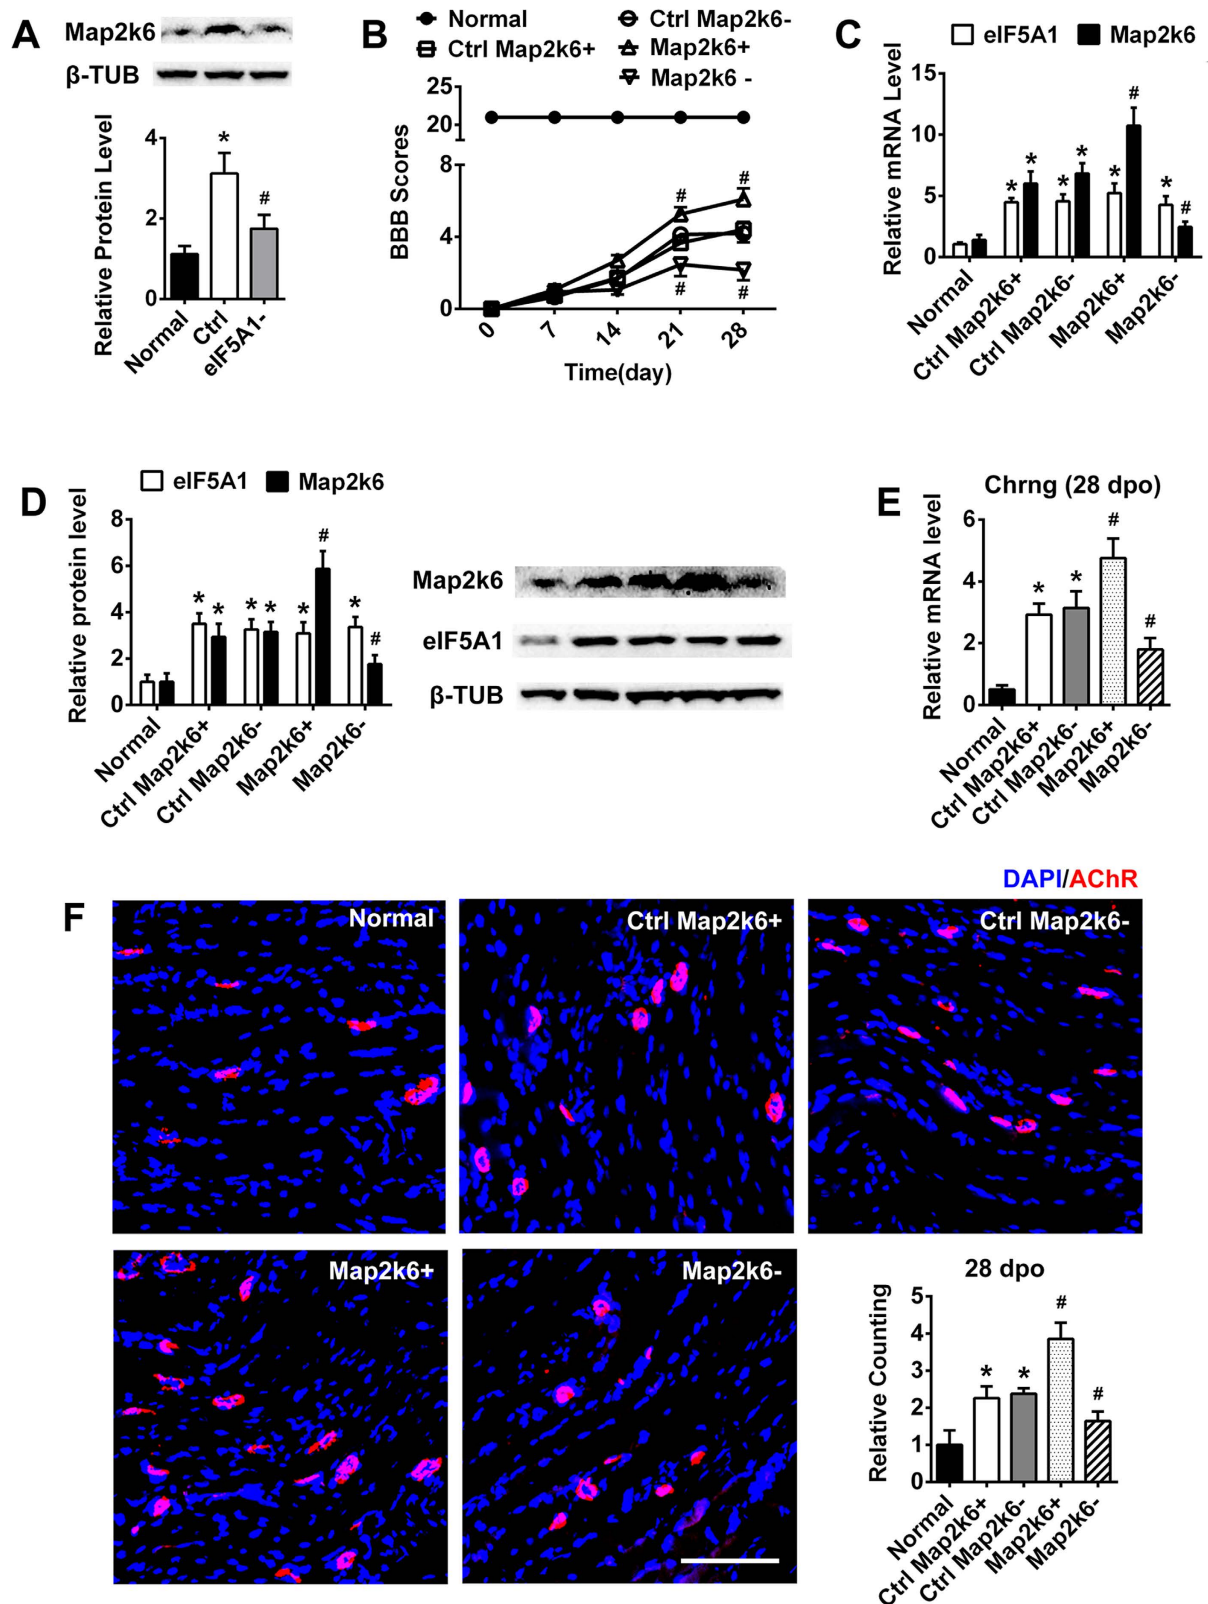 A
Map2k6
β-TUB
Relative Protein Level
4
2
0
*
#
Normal
Ctrl
eIF5A1-
B
Normal
Ctrl Map2k6-
Ctrl Map2k6+
Map2k6+
Map2k6 -
BBB Scores
25
20
8
4
0
#
#
#
#
0
7
14
21
28
Time(day)
C
eIF5A1
Map2k6
Relative mRNA Level
15
10
5
0
*
*
*
*
*
#
*
#
Normal
Ctrl Map2k6+
Ctrl Map2k6-
Map2k6+
Map2k6-
D
eIF5A1
Map2k6
Relative protein level
8
6
4
2
0
*
*
*
*
*
#
*
#
Normal
Ctrl Map2k6+
Ctrl Map2k6-
Map2k6+
Map2k6-
Map2k6
eIF5A1
β-TUB
E
Chrng (28 dpo)
Relative mRNA level
6
4
2
0
*
*
#
#
Normal
Ctrl Map2k6+
Ctrl Map2k6-
Map2k6+
Map2k6-
DAPI/AChR
F
Normal
Ctrl Map2k6+
Ctrl Map2k6-
Map2k6+
Map2k6-
28 dpo
Relative Counting
5
4
3
2
1
0
*
*
#
#
Normal
Ctrl Map2k6+
Ctrl Map2k6-
Map2k6+
Map2k6-